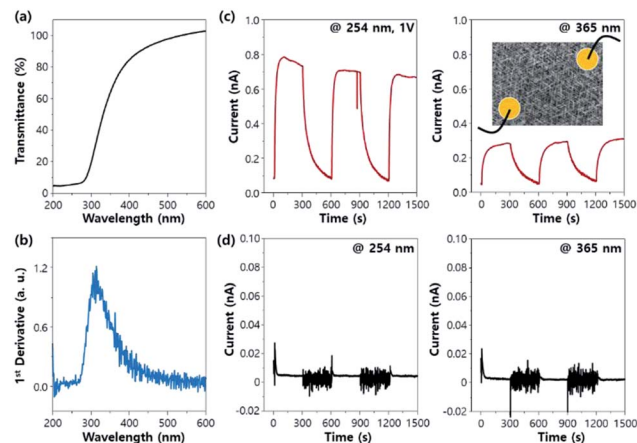 (a)
100
80
60
40
20
0
200 300 400 500 600
Transmittance (%)
Wavelength (nm)
(c)
@ 254 nm, 1V
1.0
0.8
0.6
0.4
0.2
0.0
0 300 600 900 1200 1500
Current (nA)
Time (s)
@ 365 nm
1.0
0.8
0.6
0.4
0.2
0.0
0 300 600 900 1200 1500
Current (nA)
Time (s)
(b)
1.2
0.6
0.0
200 300 400 500 600
1st Derivative (a. u.)
Wavelength (nm)
(d)
@ 254 nm
0.10
0.08
0.06
0.04
0.02
0.00
-0.02
0 300 600 900 1200 1500
Current (nA)
Time (s)
@ 365 nm
0.10
0.08
0.06
0.04
0.02
0.00
-0.02
0 300 600 900 1200 1500
Current (nA)
Time (s)